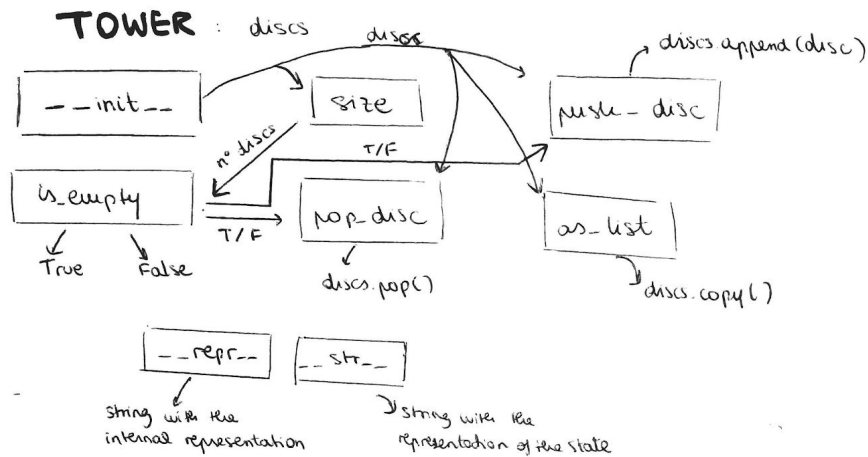 TOWER : discs
discs
discs.append(disc)
__init__
size
push_disc
n° discs
T/F
is_empty
pop_disc
as_list
T/F
True
False
discs.pop()
discs.copy()
__repr__
__str__
string with the
internal representation
string with the
representation of the state